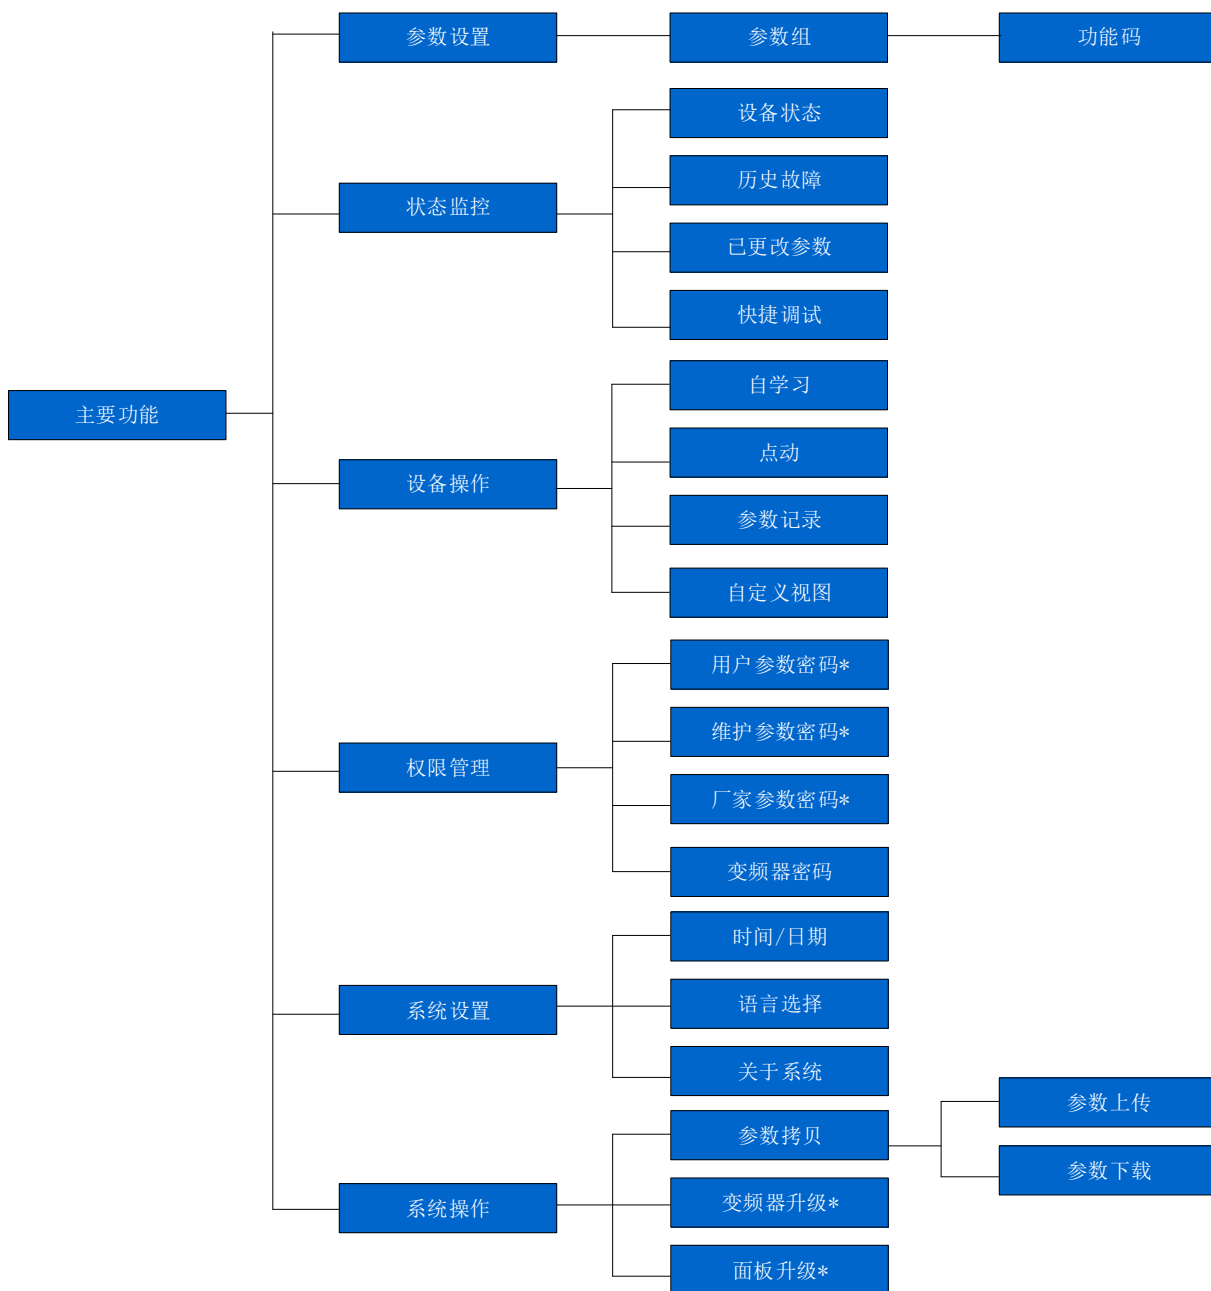 参数设置
参数组
功能码
设备状态
历史故障
状态监控
已更改参数
快捷调试
自学习
主要功能
点动
设备操作
参数记录
自定义视图
用户参数密码*
维护参数密码*
权限管理
厂家参数密码*
变频器密码
时间/日期
语言选择
系统设置
关于系统
参数上传
参数拷贝
参数下载
变频器升级*
系统操作
面板升级*